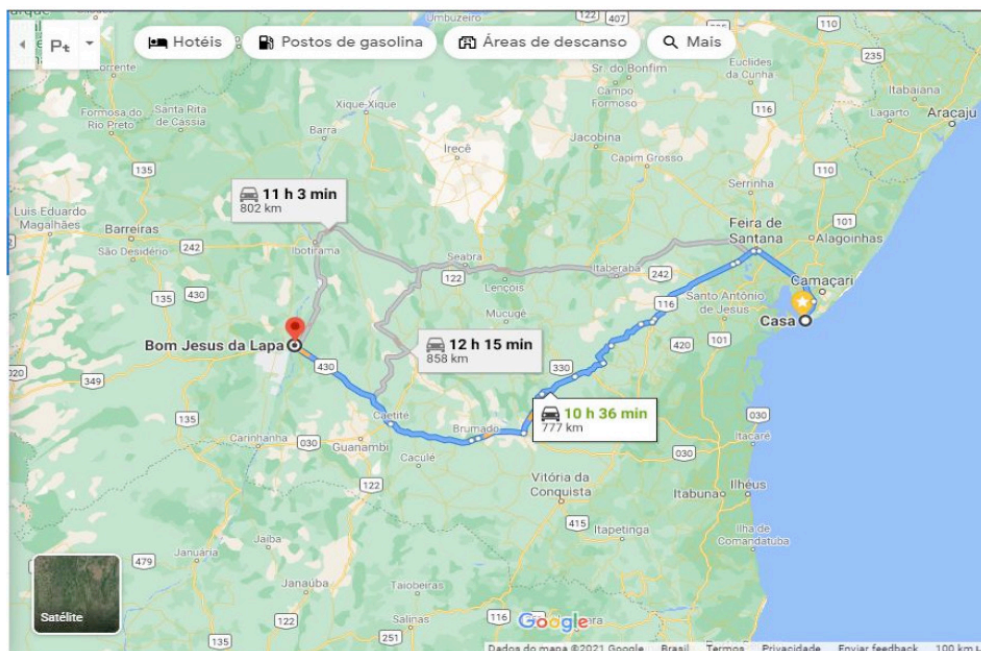 Pt
Hotéis
Postos de gasolina
Áreas de descanso
Mais
Umbuzeiro
407
110
122
235
Euclides
da Cunha
Formosa do
Rio Preto
Santa Rita
de Cássia
Xique-Xique
Sr. do Bonfim
Campo
Formoso
116
Itabaiana
Lagarto
Aracaju
Barra
Irecê
Jacobina
Capim Grosso
135
110
Serrinha
11 h 3 min
802 km
Luis Eduardo
Magalhães
Barreiras
São Desidério
242
Ibotirama
Seabra
122
Lençóis
Itaberaba
242
Feira de
Santana
101
Alagoinhas
Camaçari
135
430
Mucugê
116
Santo Antônio
de Jesus
Casa
Bom Jesus da Lapa
12 h 15 min
858 km
020
349
430
330
420
101
135
Caetité
10 h 36 min
777 km
030
Carinhanha
030
Guanambi
Brumado
Caculé
Itacaré
030
122
Vitória da
Conquista
Itabuna
Ilhéus
415
Itapetinga
Ilha de
Comandatuba
479
Januária
Jaíba
Janaúba
Taiobeiras
Satélite
135
251
Salinas
116
Google
101
Dados do mapa ©2021 Google
Brasil
Termos
Privacidade
Enviar feedback
100 km